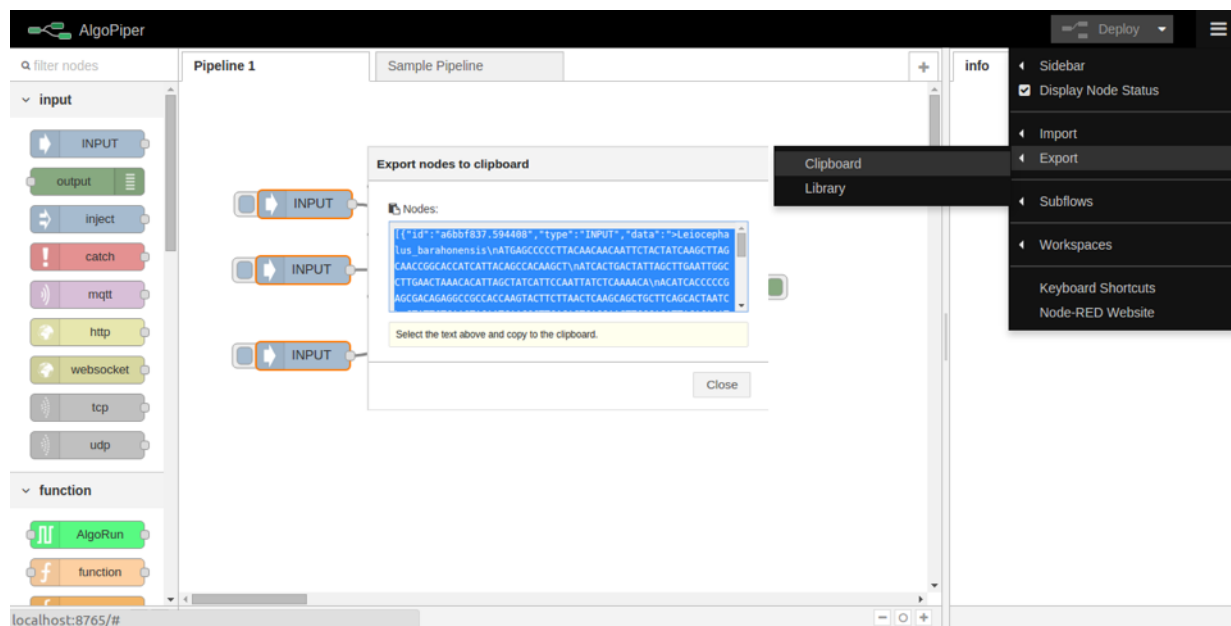 AlgoPiper
Deploy
filter nodes
Pipeline 1
Sample Pipeline
info
input
INPUT
output
inject
catch
mqtt
http
websocket
tcp
udp
function
AlgoRun
function
INPUT
INPUT
INPUT
Export nodes to clipboard
Nodes:
[{"id":"a6bbf837.594408","type":"INPUT","data":">Leiocepha
lus_barahonensis\nATGAGCCCCCTTACAACAACAATTCTACTATCAAGCTTAG
CAACCGGCACCATCATTACAGCCACAAGCT\nATCACTGACTATTAGCTTGAATTGGC
CTTGAACTAAACACATTAGCTATCATTCCAATTATCTCAAAACA\nACATCACCCCCG
AGCGACAGAGGCCGCCACCAAGTACTTCTTAACTCAAGCAGCTGCTTCAGCACTAATC
Select the text above and copy to the clipboard.
Close
Clipboard
Library
Sidebar
Display Node Status
Import
Export
Subflows
Workspaces
Keyboard Shortcuts
Node-RED Website
localhost:8765/#